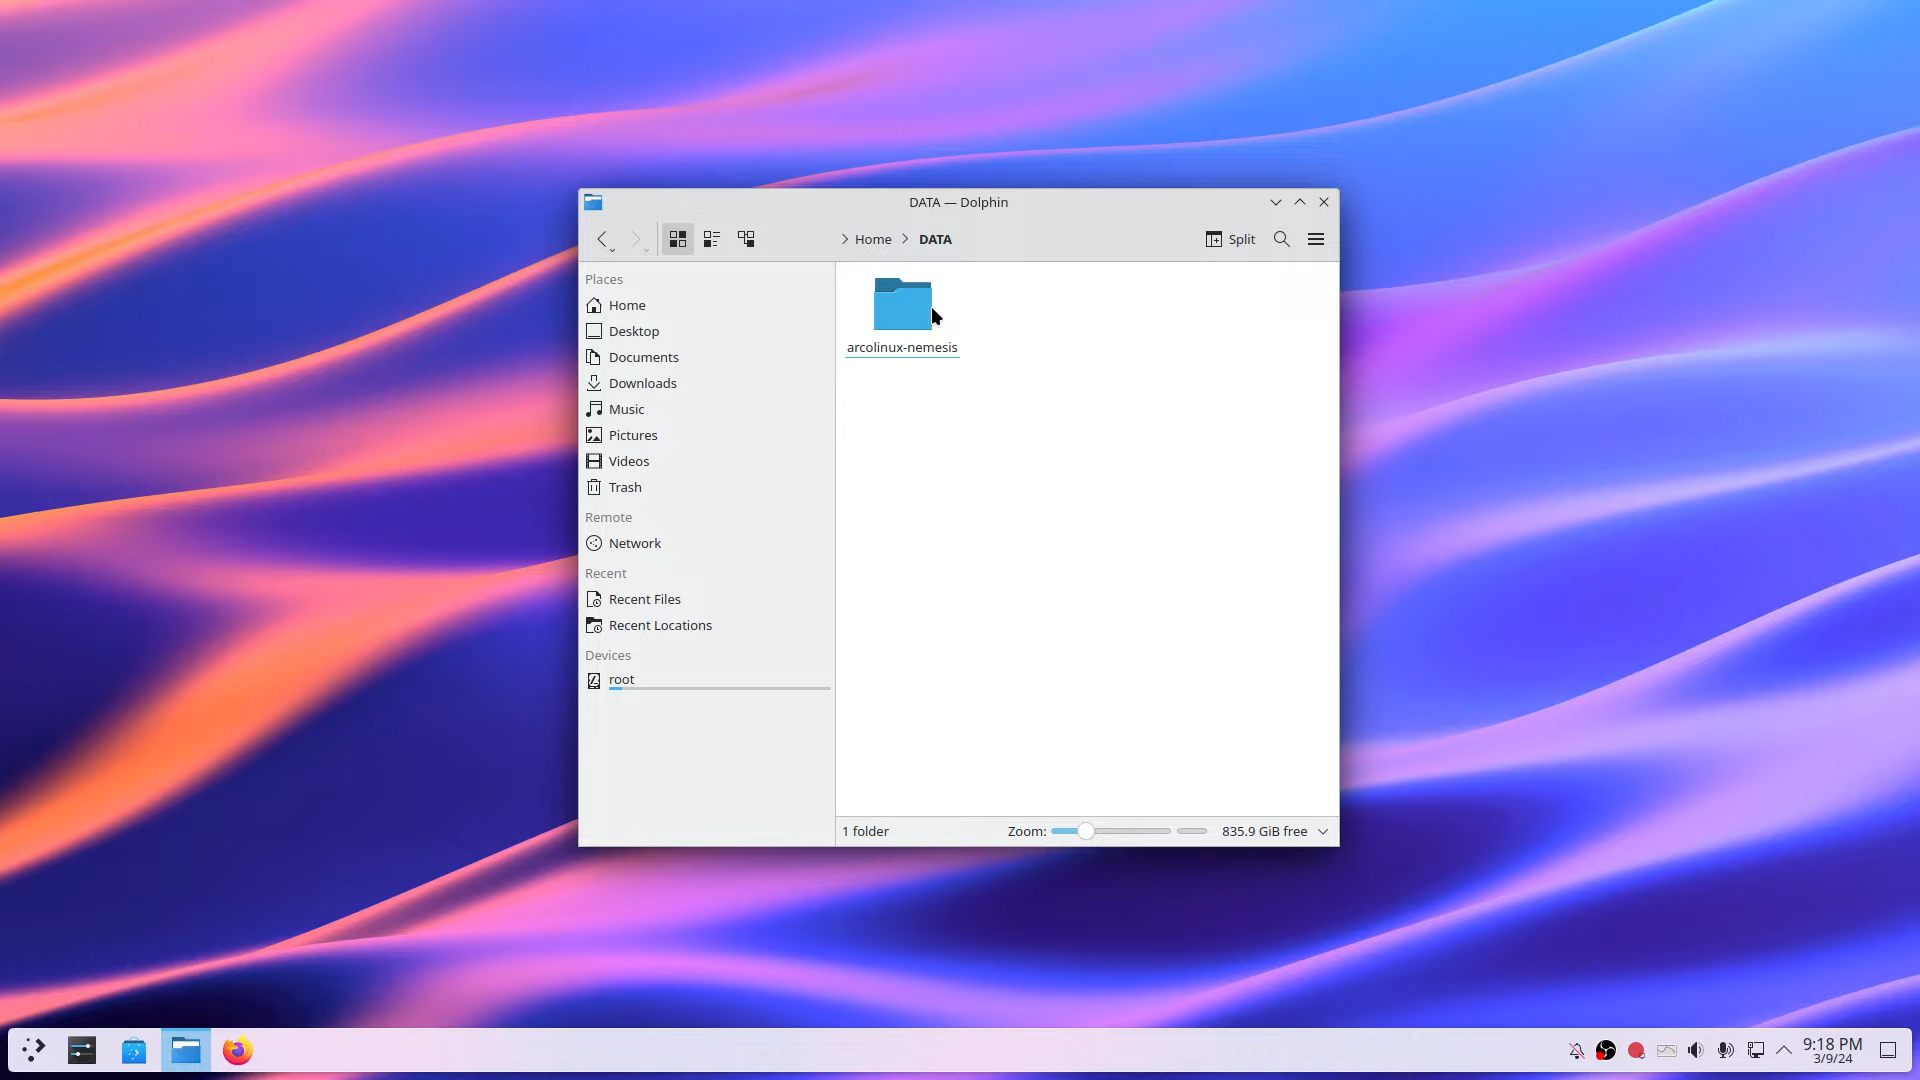 DATA — Dolphin
Home
DATA
Split
Places
Home
Desktop
Documents
Downloads
Music
Pictures
Videos
Trash
Remote
Network
Recent
Recent Files
Recent Locations
Devices
root
arcolinux-nemesis
1 folder
Zoom:
835.9 GiB free
9:18 PM
3/9/24